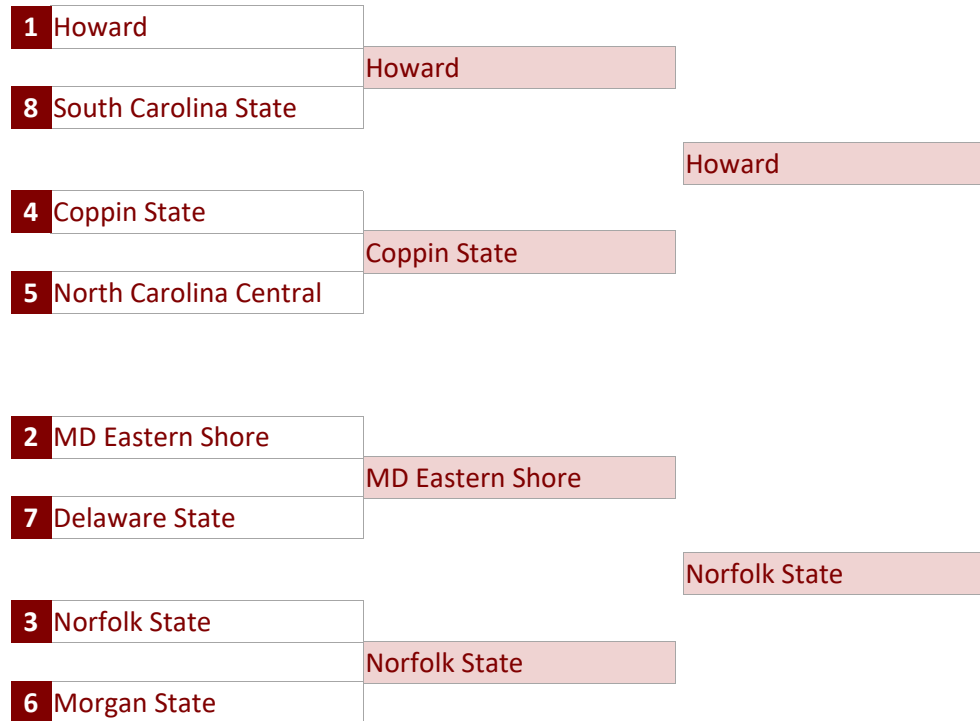 1 Howard
Howard
8 South Carolina State
Howard
4 Coppin State
Coppin State
5 North Carolina Central
2 MD Eastern Shore
MD Eastern Shore
7 Delaware State
Norfolk State
3 Norfolk State
Norfolk State
6 Morgan State